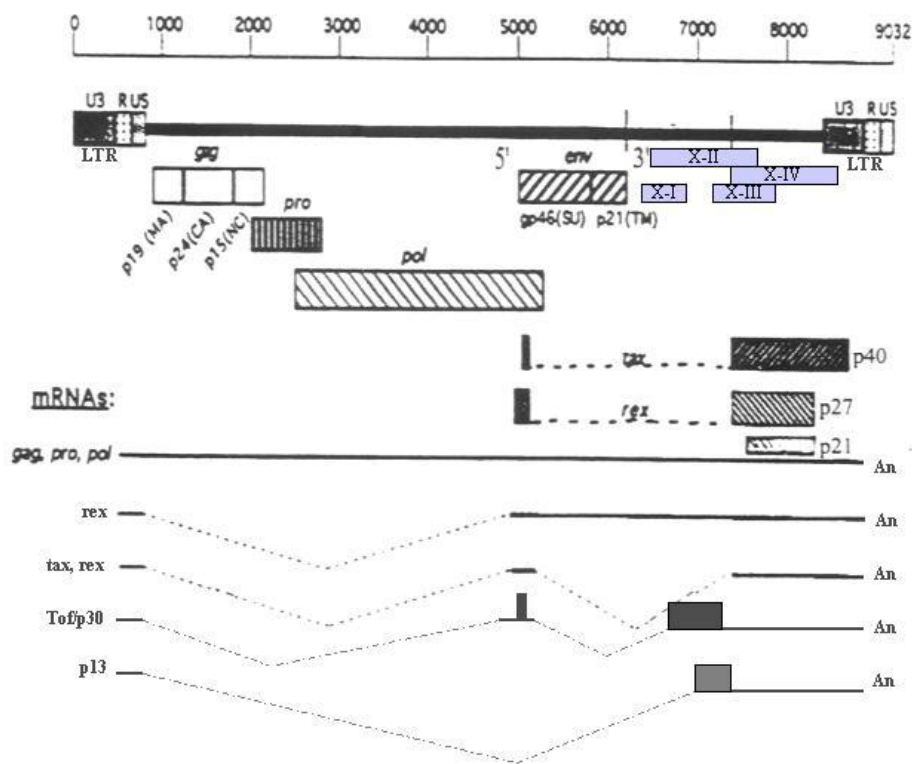 0 1000 2000 3000 4000 5000 6000 7000 8000 9032
U3 R U5 U3 R U5
LTR gag 5' env 3' X-II LTR
X-IV
X-I X-III
pro
gp46(SU) p21(TM)
p19 (MA) p24(CA) p15(NC)
pol
tax p40
mRNAs:
rex p27
p21
gag, pro, pol An
rex An
tax, rex An
Tof/p30 An
p13 An